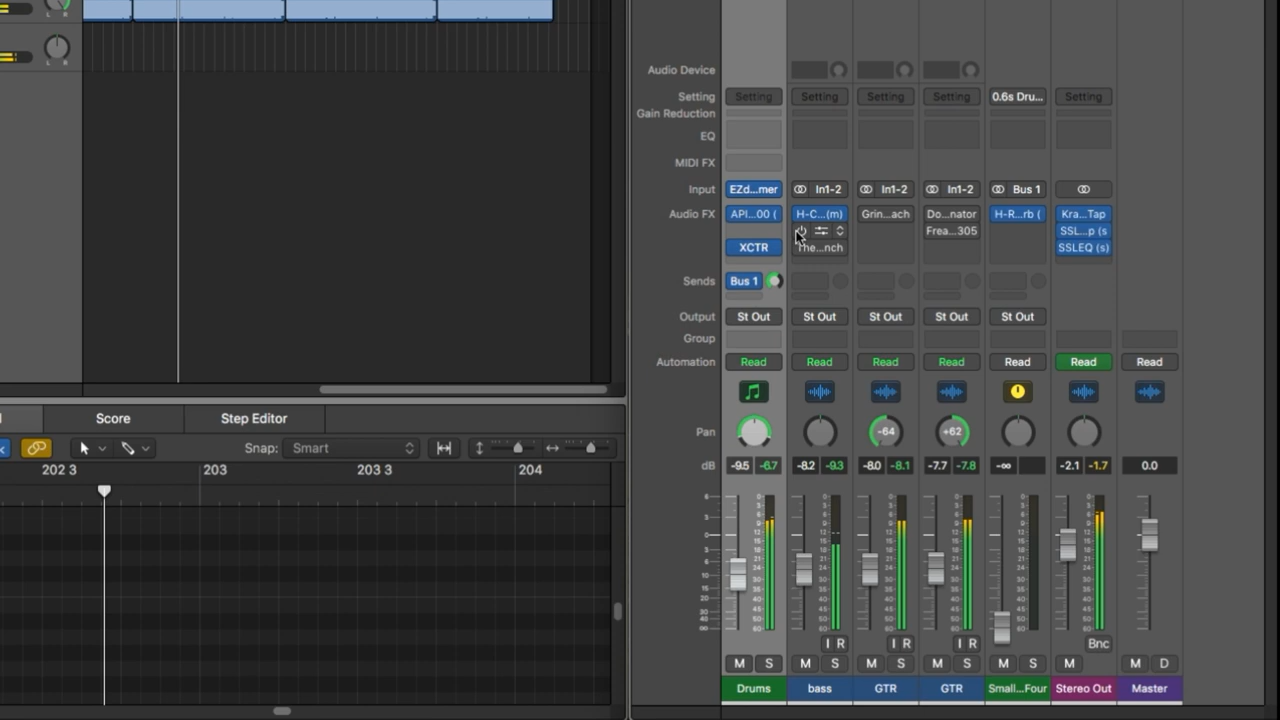 L R
L R
Audio Device
Setting Setting Setting Setting Setting 0.6s Dru... Setting
Gain Reduction
EQ
MIDI FX
Input EZd...mer In1-2 In1-2 In1-2 Bus 1
Audio FX API...00 ( H-C...(m) Grin...ach Do...nator H-R...rb ( Kra...Tap
Frea...305 SSL...p (s
XCTR The...nch SSLEQ (s)
Sends Bus 1
Output St Out St Out St Out St Out St Out
Group
Automation Read Read Read Read Read Read Read
Score Step Editor
Pan -64 +62
Snap: Smart
dB -9.5 -6.7 -8.2 -9.3 -8.0 -8.1 -7.7 -7.8 -∞ -2.1 -1.7 0.0
202 3 203 203 3 204
I R I R I R Bnc
M S M S M S M S M S M M D
Drums bass GTR GTR Small...Four Stereo Out Master